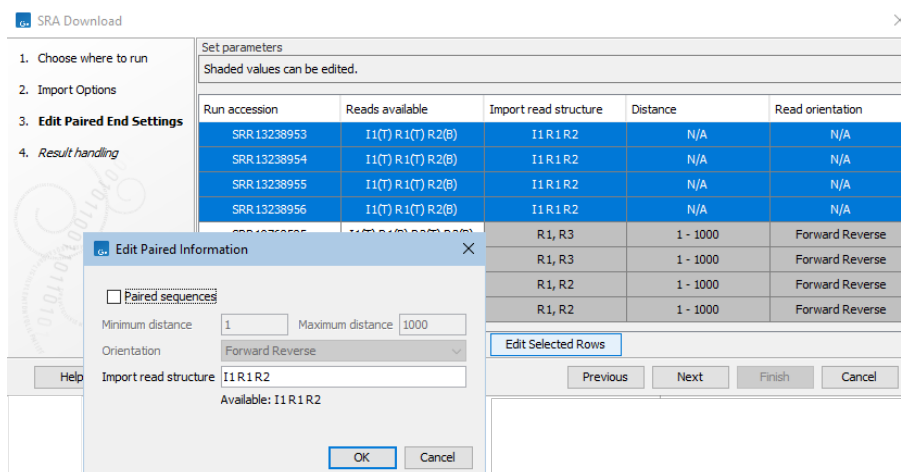 SRA Download
1. Choose where to run
2. Import Options
3. Edit Paired End Settings
4. Result handling
Set parameters
Shaded values can be edited.
Run accession Reads available Import read structure Distance Read orientation
SRR13238953 I1(T) R1(T) R2(B) I1 R1 R2 N/A N/A
SRR13238954 I1(T) R1(T) R2(B) I1 R1 R2 N/A N/A
SRR13238955 I1(T) R1(T) R2(B) I1 R1 R2 N/A N/A
SRR13238956 I1(T) R1(T) R2(B) I1 R1 R2 N/A N/A
R1, R3 1 - 1000 Forward Reverse
R1, R3 1 - 1000 Forward Reverse
R1, R2 1 - 1000 Forward Reverse
R1, R2 1 - 1000 Forward Reverse
Edit Selected Rows
Help Previous Next Finish Cancel
Edit Paired Information
Paired sequences
Minimum distance 1 Maximum distance 1000
Orientation Forward Reverse
Import read structure I1 R1 R2
Available: I1 R1 R2
OK Cancel